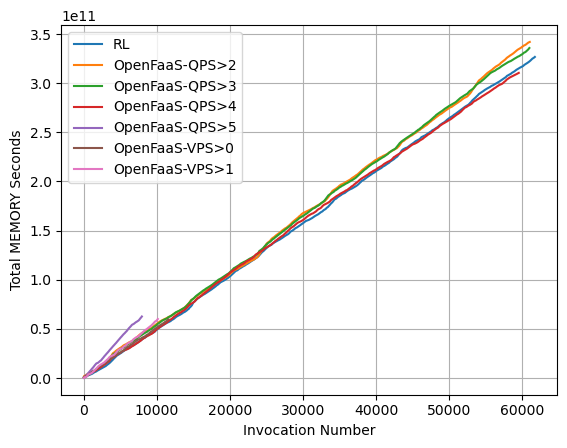 1e11
3.5
3.0
2.5
2.0
1.5
1.0
0.5
0.0
Total MEMORY Seconds
RL
OpenFaaS-QPS>2
OpenFaaS-QPS>3
OpenFaaS-QPS>4
OpenFaaS-QPS>5
OpenFaaS-VPS>0
OpenFaaS-VPS>1
0 10000 20000 30000 40000 50000 60000
Invocation Number